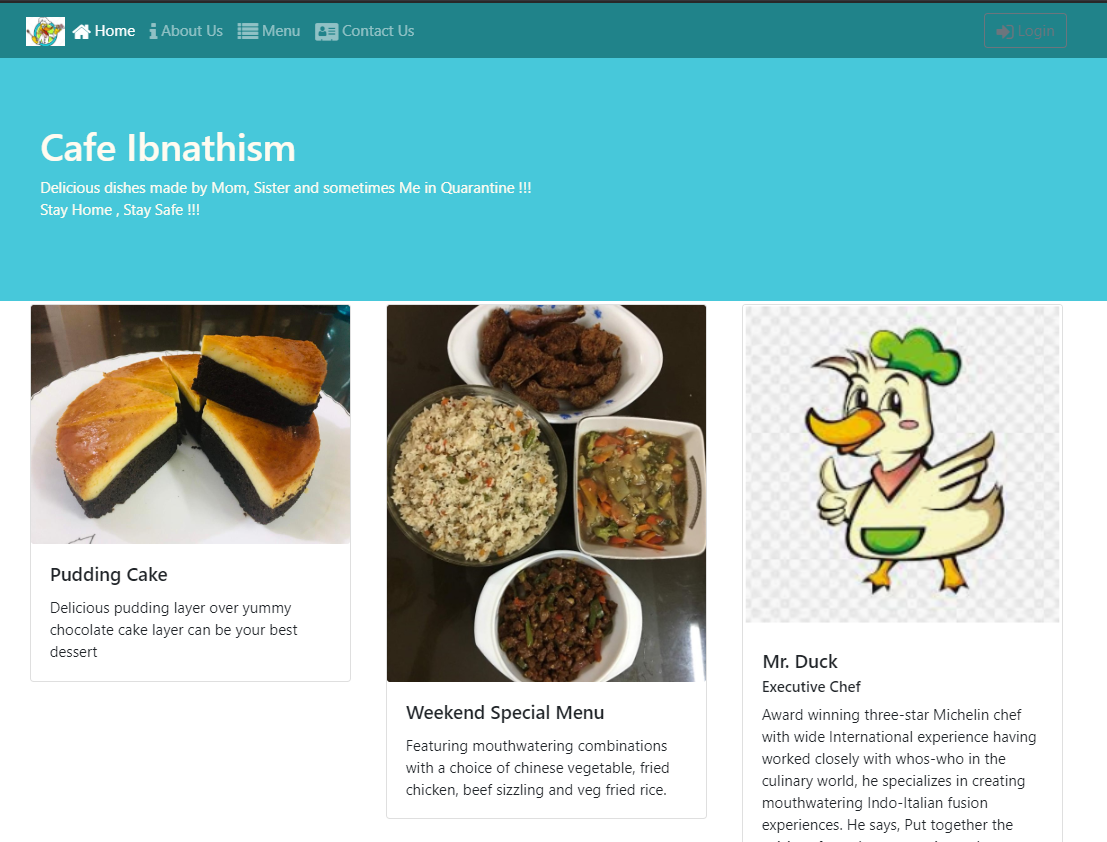 Home About Us Menu Contact Us Login
Cafe Ibnathism
Delicious dishes made by Mom, Sister and sometimes Me in Quarantine !!!
Stay Home , Stay Safe !!!
Pudding Cake
Delicious pudding layer over yummy
chocolate cake layer can be your best
dessert
Weekend Special Menu
Featuring mouthwatering combinations
with a choice of chinese vegetable, fried
chicken, beef sizzling and veg fried rice.
Mr. Duck
Executive Chef
Award winning three-star Michelin chef
with wide International experience having
worked closely with whos-who in the
culinary world, he specializes in creating
mouthwatering Indo-Italian fusion
experiences. He says, Put together the